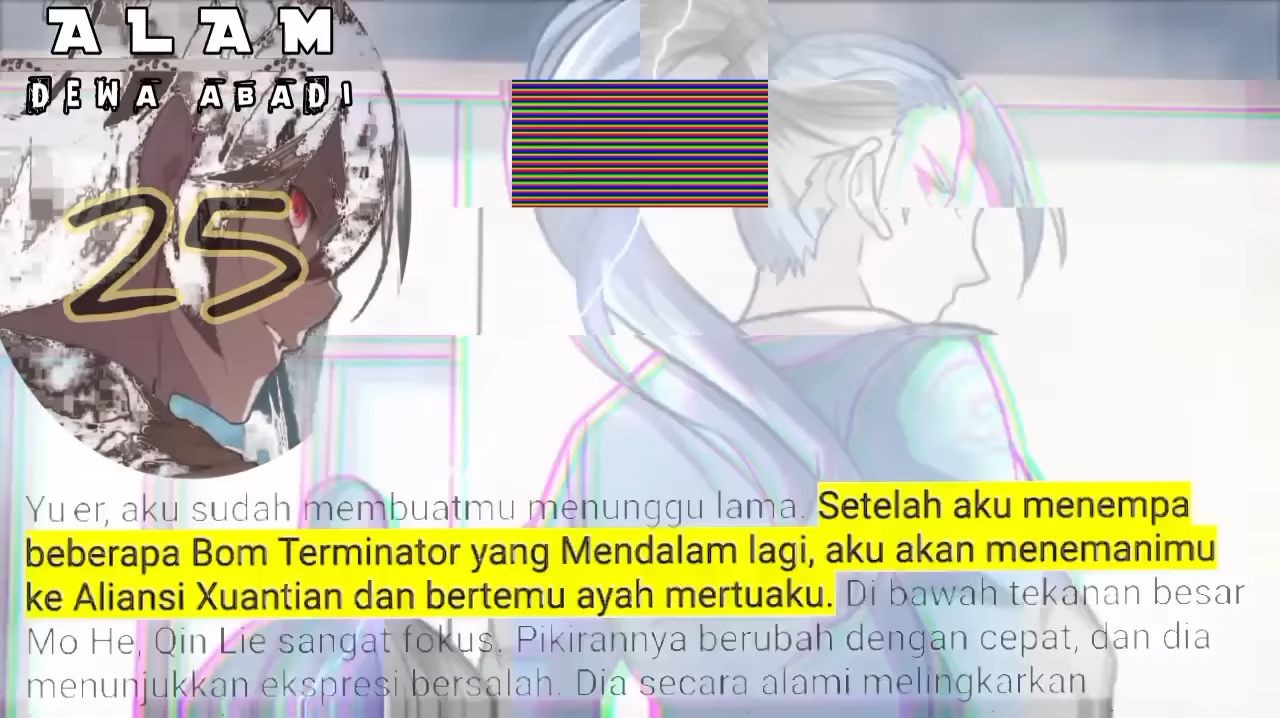 ALAM
DEWA ABADI
25
Yu er, aku sudah membuatmu menunggu lama. Setelah aku menempa
beberapa Bom Terminator yang Mendalam lagi, aku akan menemanimu
ke Aliansi Xuantian dan bertemu ayah mertuaku. Di bawah tekanan besar
Mo He, Qin Lie sangat fokus. Pikirannya berubah dengan cepat, dan dia
menunjukkan ekspresi bersalah. Dia secara alami melingkarkan